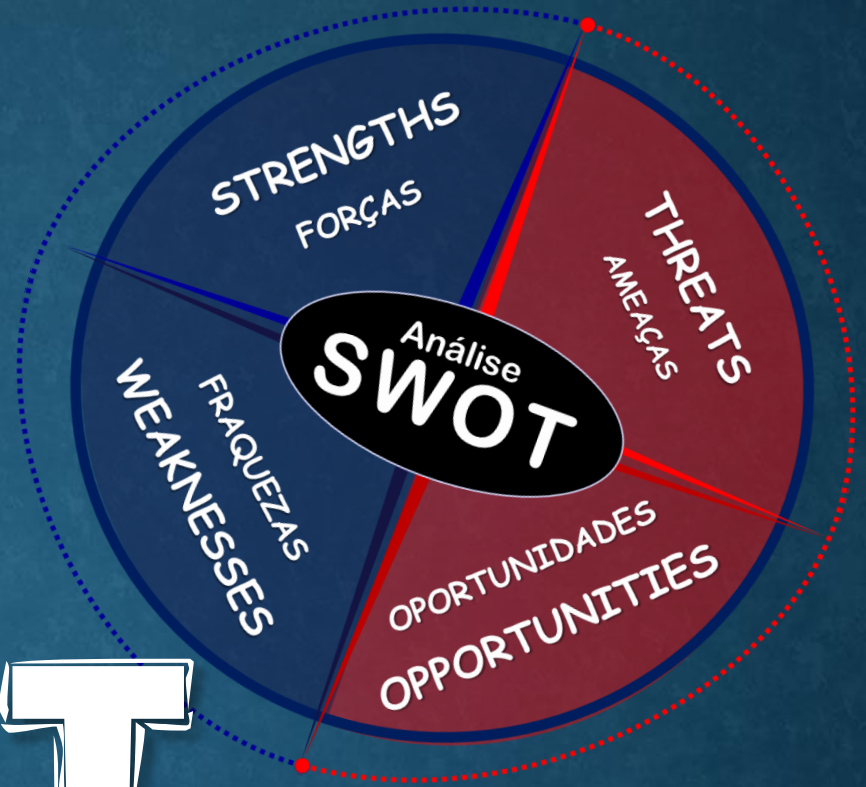 STRENGTHS
FORÇAS
THREATS
AMEAÇAS
Análise
SWOT
FRAQUEZAS
WEAKNESSES
OPORTUNIDADES
OPPORTUNITIES
T